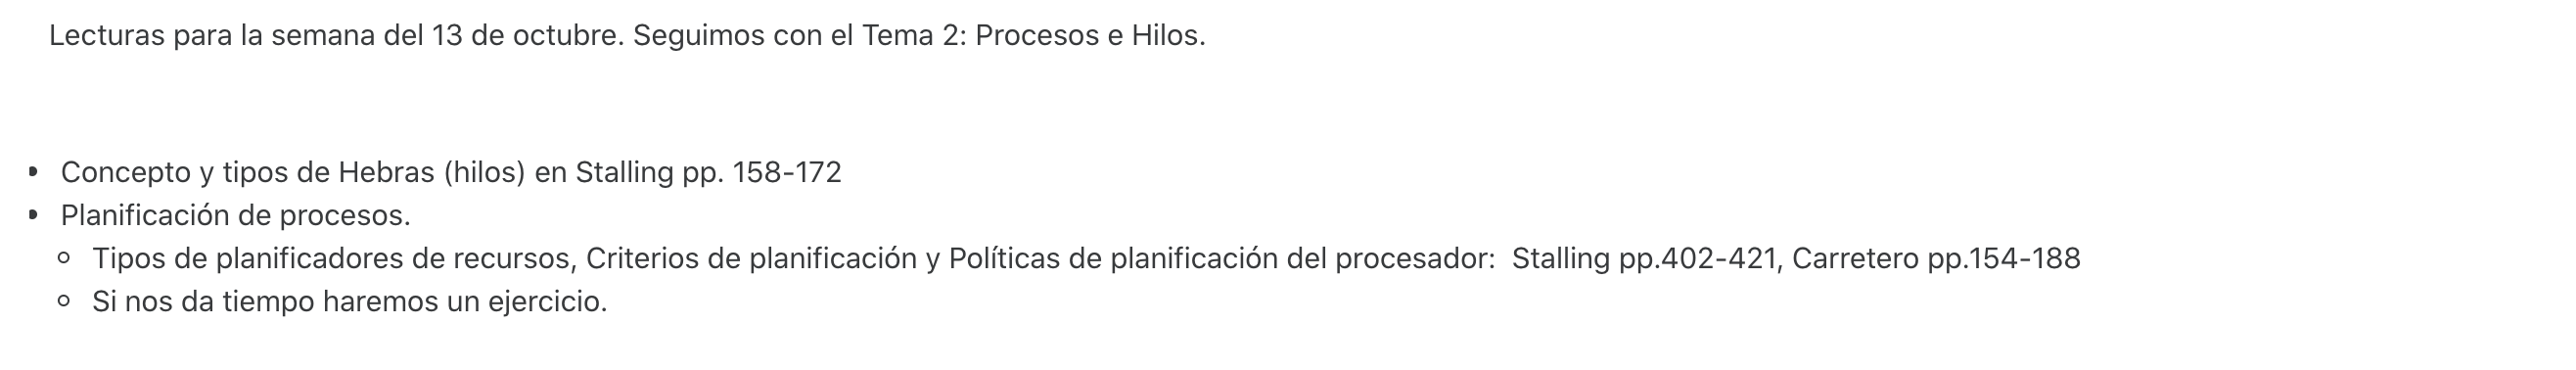 Lecturas para la semana del 13 de octubre. Seguimos con el Tema 2: Procesos e Hilos.
• Concepto y tipos de Hebras (hilos) en Stalling pp. 158-172
• Planificación de procesos.
◦ Tipos de planificadores de recursos, Criterios de planificación y Políticas de planificación del procesador:  Stalling pp.402-421, Carretero pp.154-188
◦ Si nos da tiempo haremos un ejercicio.